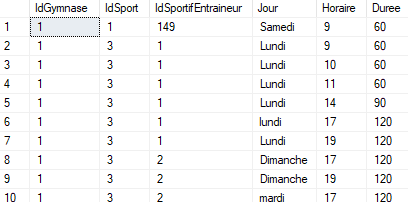 IdGymnase IdSport IdSportifEntraineur Jour Horaire Duree
1 1 1 149 Samedi 9 60
2 1 3 1 Lundi 9 60
3 1 3 1 Lundi 10 60
4 1 3 1 Lundi 11 60
5 1 3 1 Lundi 14 90
6 1 3 1 lundi 17 120
7 1 3 1 Lundi 19 120
8 1 3 2 Dimanche 17 120
9 1 3 2 Dimanche 19 120
10 1 3 2 mardi 17 120